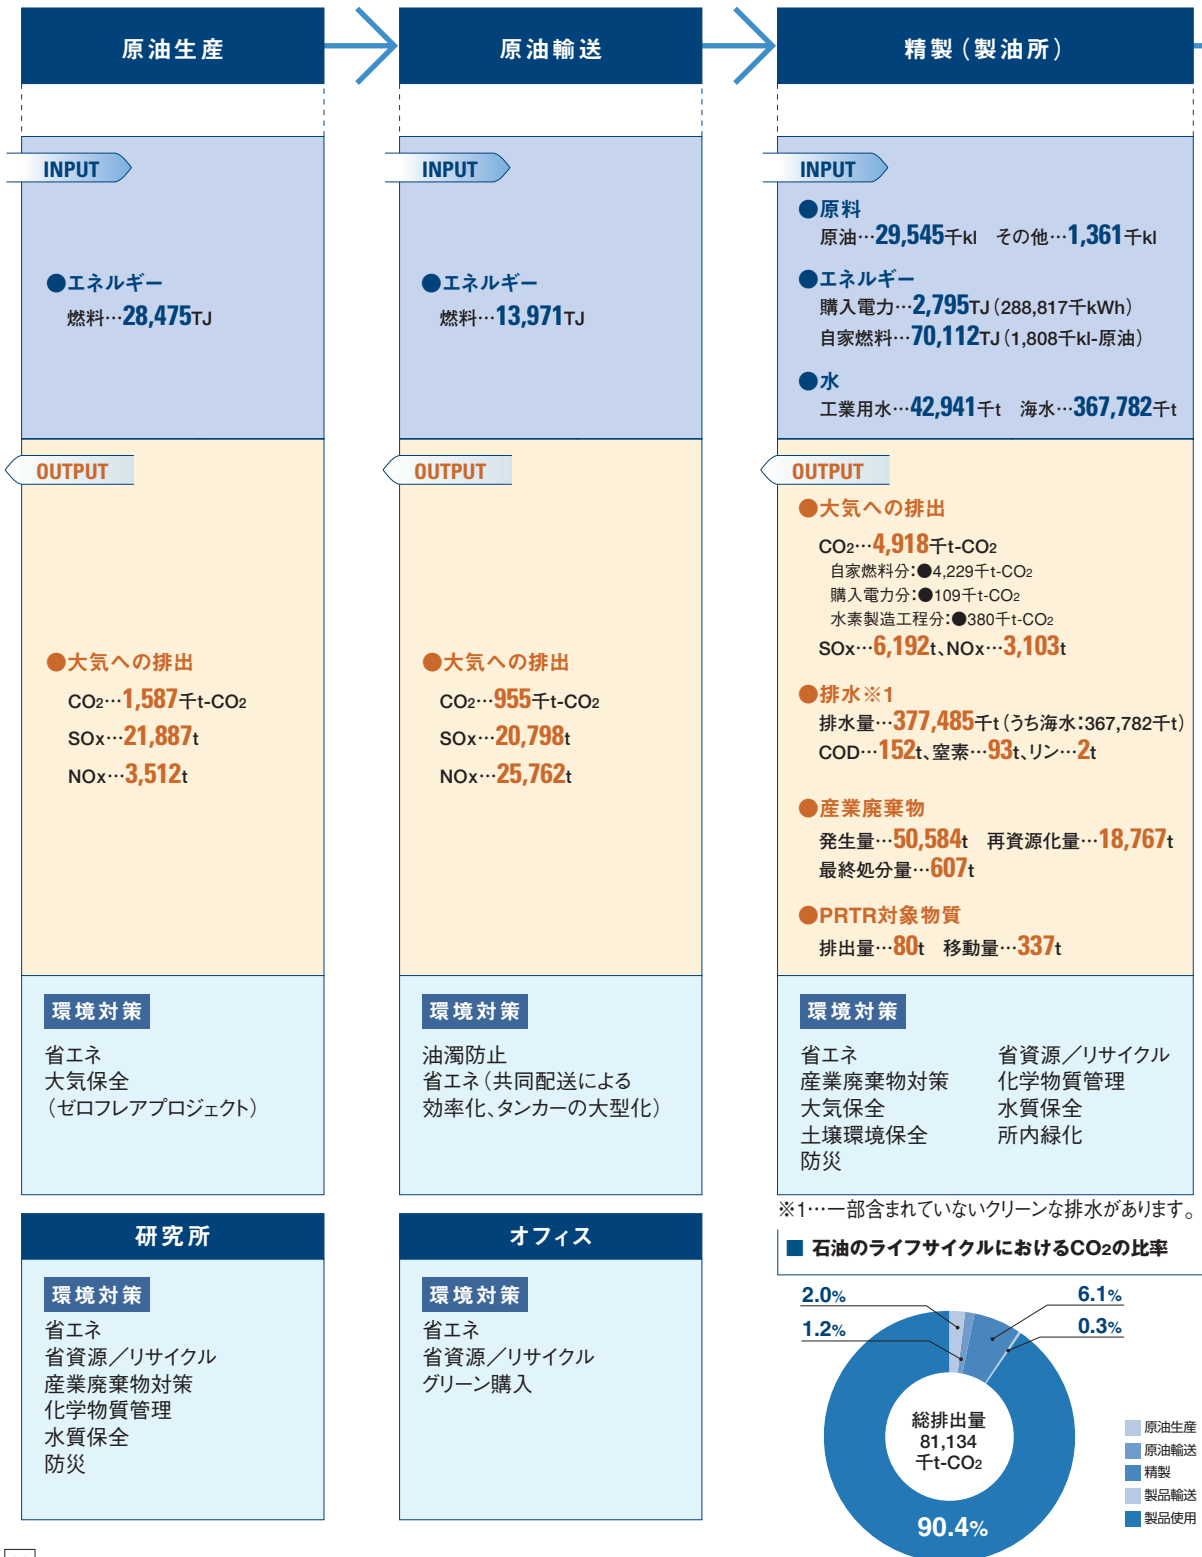 原油生産
INPUT
●エネルギー
燃料…28,475TJ
OUTPUT
●大気への排出
CO2…1,587千t-CO2
SOx…21,887t
NOx…3,512t
環境対策
省エネ
大気保全
（ゼロフレアプロジェクト）
原油輸送
INPUT
●エネルギー
燃料…13,971TJ
OUTPUT
●大気への排出
CO2…955千t-CO2
SOx…20,798t
NOx…25,762t
環境対策
油濁防止
省エネ（共同配送による
効率化、タンカーの大型化）
精製（製油所）
INPUT
●原料
原油…29,545千kl その他…1,361千kl
●エネルギー
購入電力…2,795TJ（288,817千kWh）
自家燃料…70,112TJ（1,808千kl-原油）
●水
工業用水…42,941千t 海水…367,782千t
OUTPUT
●大気への排出
CO2…4,918千t-CO2
自家燃料分：●4,229千t-CO2
購入電力分：●109千t-CO2
水素製造工程分：●380千t-CO2
SOx…6,192t、NOx…3,103t
●排水※1
排水量…377,485千t（うち海水：367,782千t）
COD…152t、窒素…93t、リン…2t
●産業廃棄物
発生量…50,584t 再資源化量…18,767t
最終処分量…607t
●PRTR対象物質
排出量…80t 移動量…337t
環境対策
省エネ
産業廃棄物対策
大気保全
土壌環境保全
防災
省資源／リサイクル
化学物質管理
水質保全
所内緑化
※1…一部含まれていないクリーンな排水があります。
研究所
環境対策
省エネ
省資源／リサイクル
産業廃棄物対策
化学物質管理
水質保全
防災
オフィス
環境対策
省エネ
省資源／リサイクル
グリーン購入
■ 石油のライフサイクルにおけるCO2の比率
2.0%
1.2%
6.1%
0.3%
総排出量
81,134
千t-CO2
90.4%
原油生産
原油輸送
精製
製品輸送
製品使用